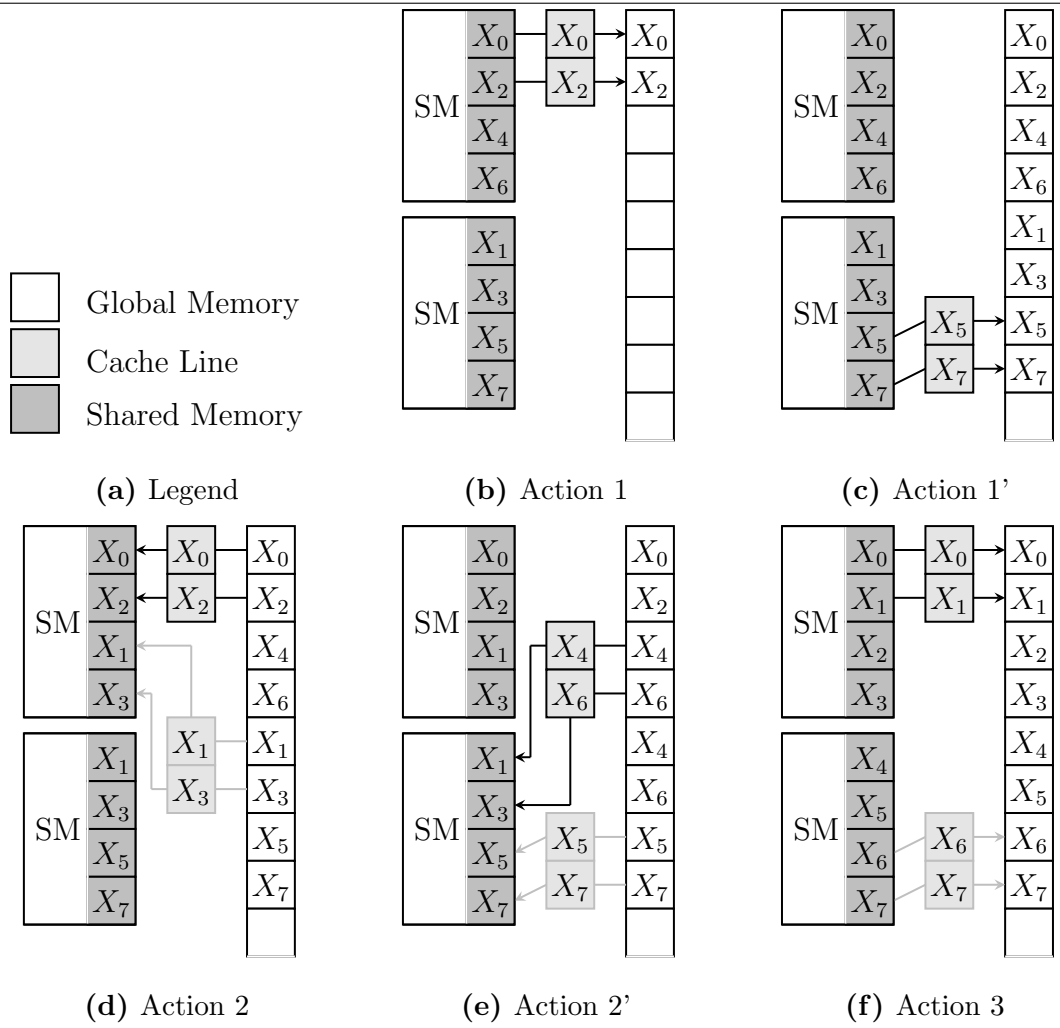 Global Memory
Cache Line
Shared Memory
(a) Legend
X₀ X₀ X₀
X₂ X₂ X₂
SM
X₄
X₆
X₁
X₃
SM
X₅
X₇
(b) Action 1
X₀ X₀
X₂ X₂
SM
X₄ X₄
X₆ X₆
X₁ X₁
X₃ X₃
SM
X₅ X₅ X₅
X₇ X₇ X₇
(c) Action 1'
X₀ X₀ X₀
X₂ X₂ X₂
SM
X₁ X₄
X₃ X₆
X₁ X₁ X₁
X₃ X₃ X₃
SM
X₅ X₅
X₇ X₇
(d) Action 2
X₀ X₀
X₂ X₂
SM
X₁ X₄ X₄
X₃ X₆ X₆
X₁ X₄
X₃ X₆
SM
X₅ X₅ X₅
X₇ X₇ X₇
(e) Action 2'
X₀ X₀ X₀
X₁ X₁ X₁
SM
X₂ X₂
X₃ X₃
X₄ X₄
X₅ X₅
SM
X₆ X₆ X₆
X₇ X₇ X₇
(f) Action 3